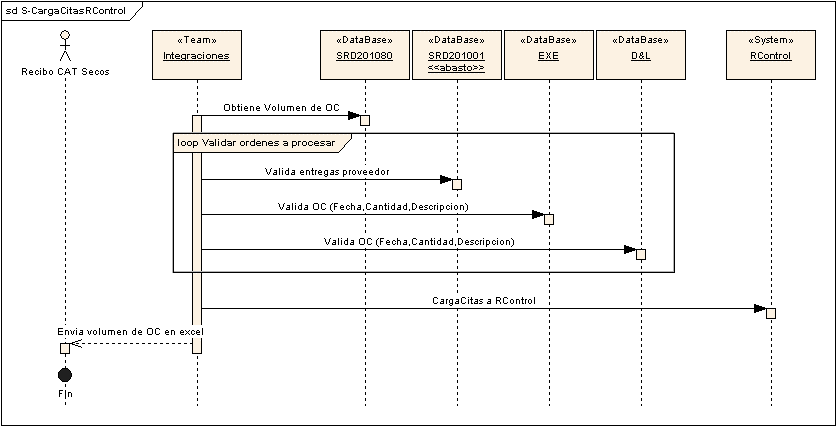 sd S-CargaCitasRControl
Recibo CAT Secos
«Team»
Integraciones
«DataBase»
SRD201080
«DataBase»
SRD201001
<<abasto>>
«DataBase»
EXE
«DataBase»
D&L
«System»
RControl
Obtiene Volumen de OC
loop Validar ordenes a procesar
Valida entregas proveedor
Valida OC (Fecha,Cantidad,Descripcion)
Valida OC (Fecha,Cantidad,Descripcion)
CargaCitas a RControl
Envia volumen de OC en excel
Fin